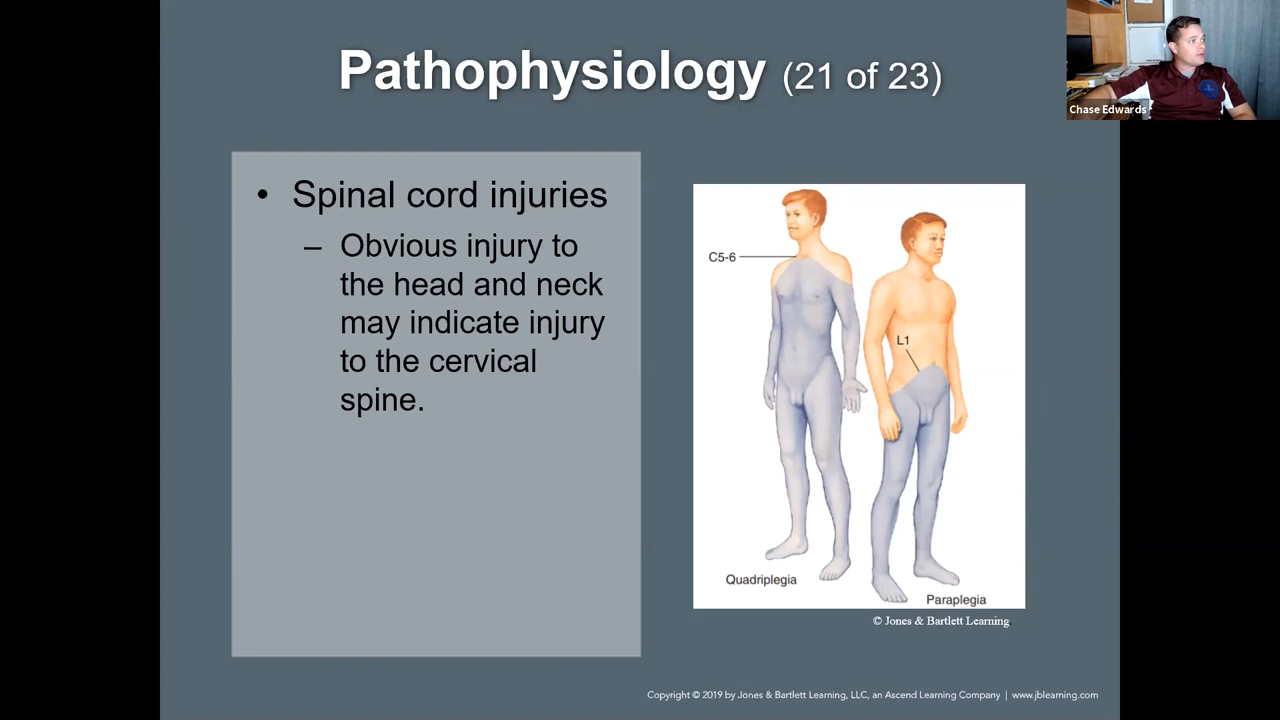 Pathophysiology (21 of 23)
Chase Edwards
• Spinal cord injuries
– Obvious injury to
the head and neck
may indicate injury
to the cervical
spine.
C5-6
L1
Quadriplegia
Paraplegia
© Jones & Bartlett Learning.
Copyright © 2019 by Jones & Bartlett Learning, LLC, an Ascend Learning Company | www.jblearning.com